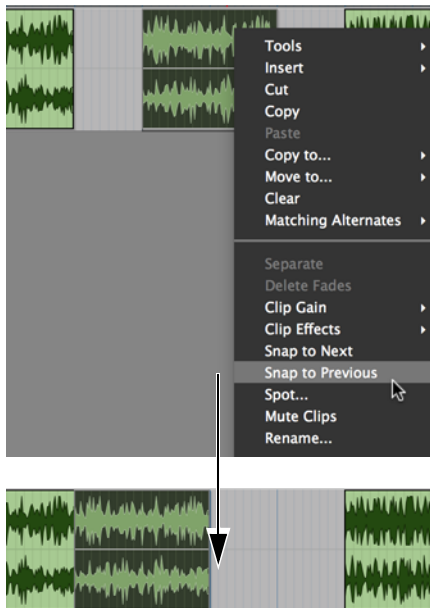 Tools
Insert
Cut
Copy
Paste
Copy to...
Move to...
Clear
Matching Alternates
Separate
Delete Fades
Clip Gain
Clip Effects
Snap to Next
Snap to Previous
Spot...
Mute Clips
Rename...